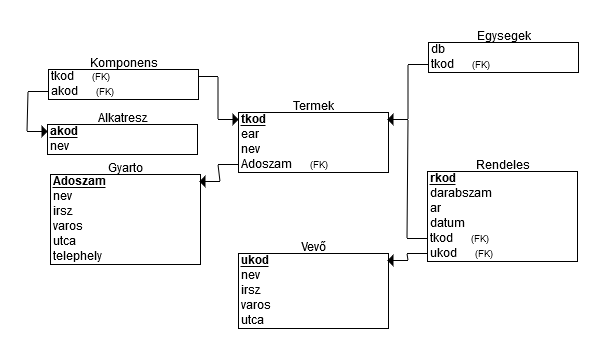 Komponens
tkod (FK)
akod (FK)
Alkatresz
akod
nev
Gyarto
Adoszam
nev
irsz
varos
utca
telephely
Termek
tkod
ear
nev
Adoszam (FK)
Vevő
ukod
nev
irsz
varos
utca
Egysegek
db
tkod (FK)
Rendeles
rkod
darabszam
ar
datum
tkod (FK)
ukod (FK)